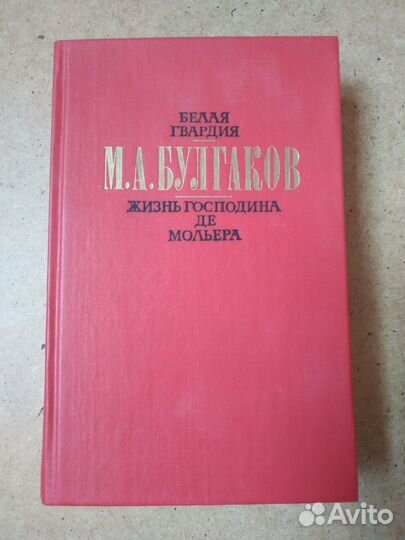 БЕЛАЯ
ГВАРДИЯ
М.А.БУЛГАКОВ
ЖИЗНЬ ГОСПОДИНА
ДЕ
МОЛЬЕРА
Avito